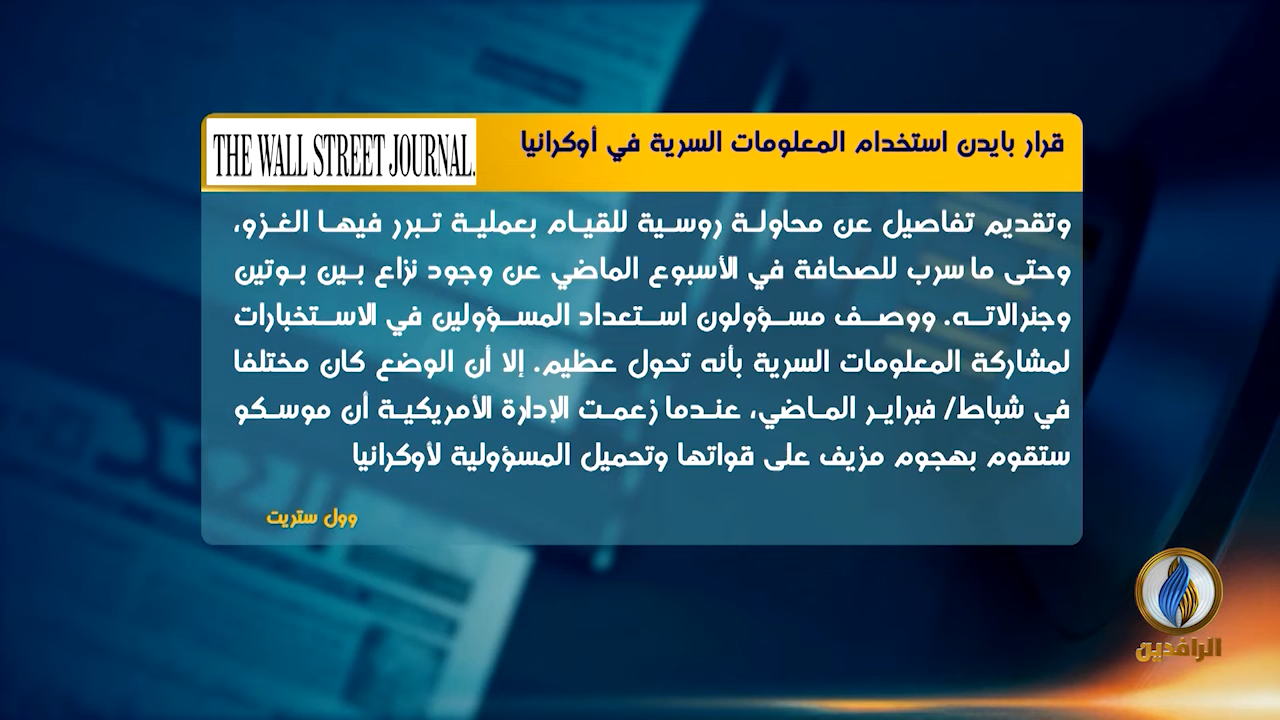 قرار بايدن استخدام المعلومات السرية في أوكرانيا
THE WALL STREET JOURNAL.
وتقديم تفاصيل عن محاولة روسية للقيام بعملية تبرر فيها الغزو،
وحتى ما سرب للصحافة في الأسبوع الماضي عن وجود نزاع بين بوتين
وجنرالاته. ووصف مسؤولون استعداد المسؤولين في الاستخبارات
لمشاركة المعلومات السرية بأنه تحول عظيم. إلا أن الوضع كان مختلفا
في شباط/ فبراير الماضي، عندما زعمت الإدارة الأمريكية أن موسكو
ستقوم بهجوم مزيف على قواتها وتحميل المسؤولية لأوكرانيا
وول ستريت
الرافدين